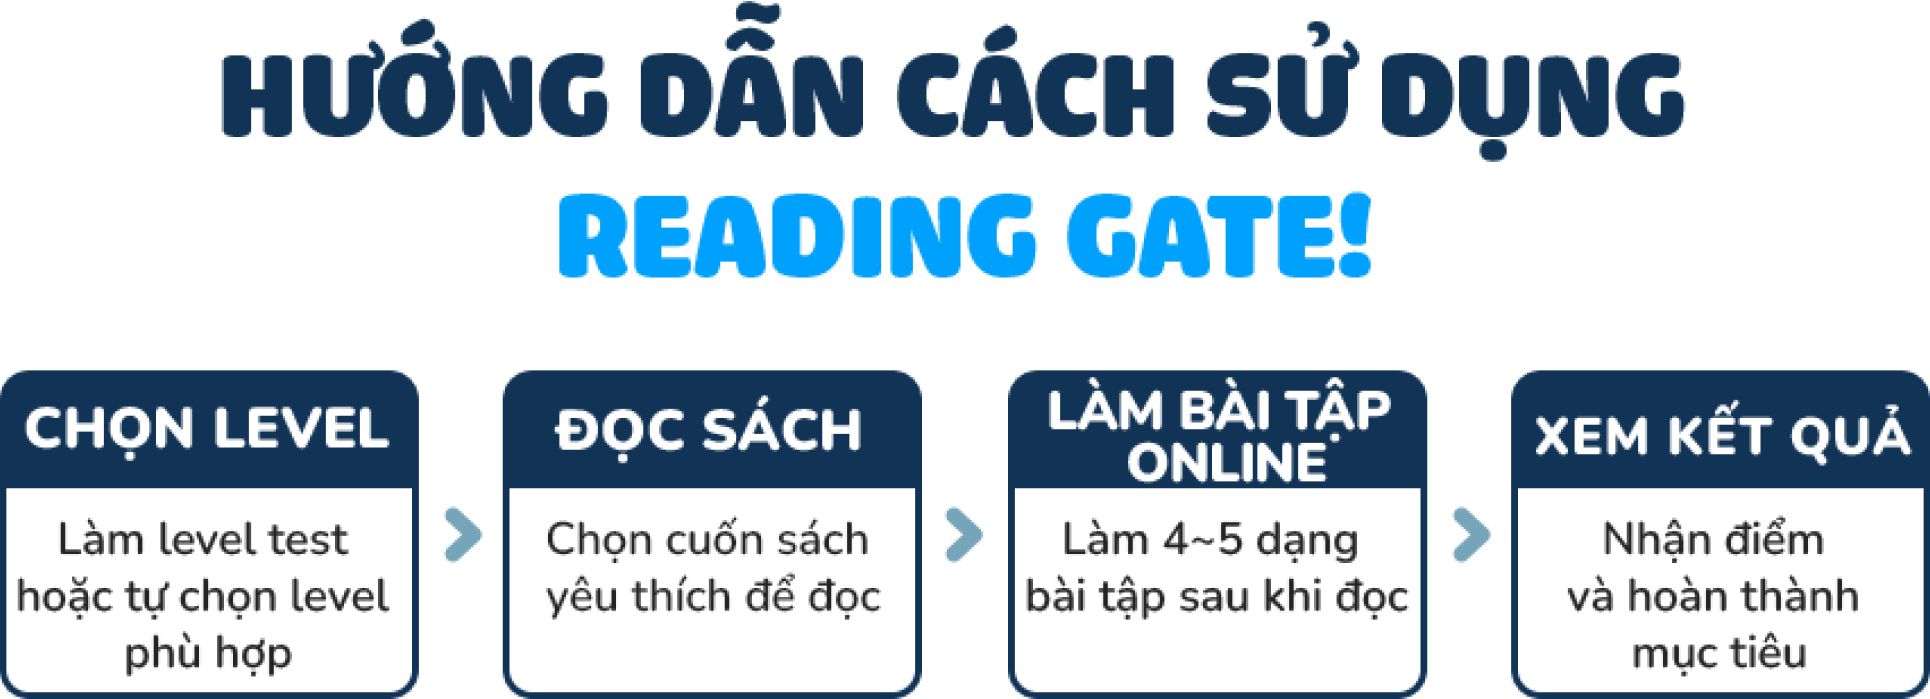 HƯỚNG DẪN CÁCH SỬ DỤNG
READING GATE!
CHỌN LEVEL
Làm level test
hoặc tự chọn level
phù hợp
ĐỌC SÁCH
Chọn cuốn sách
yêu thích để đọc
LÀM BÀI TẬP
ONLINE
Làm 4~5 dạng
bài tập sau khi đọc
XEM KẾT QUẢ
Nhận điểm
và hoàn thành
mục tiêu